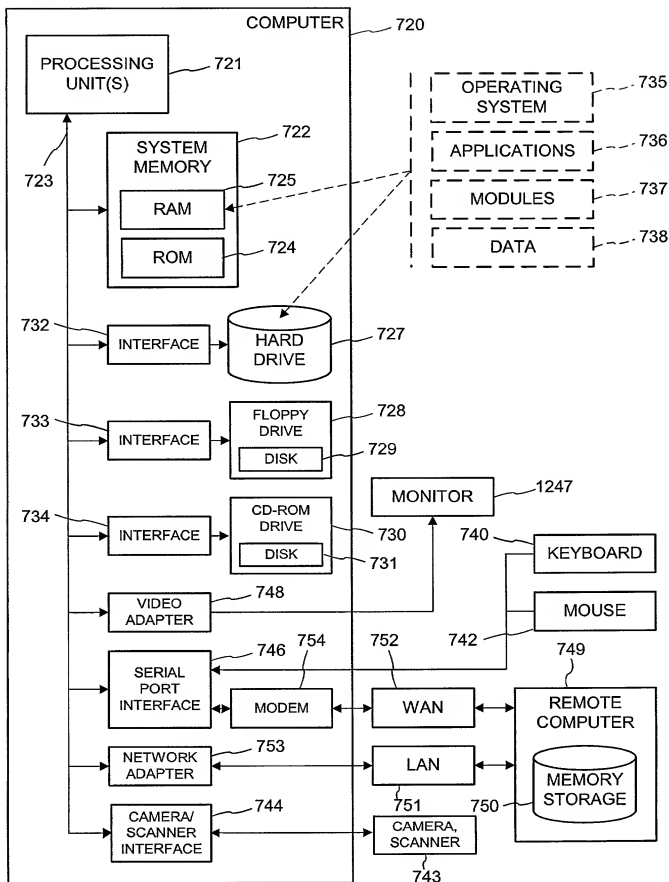 COMPUTER
720
PROCESSING
UNIT(S)
721
723
722
SYSTEM
MEMORY
725
RAM
724
ROM
OPERATING
SYSTEM
735
APPLICATIONS
736
MODULES
737
DATA
738
732
INTERFACE
HARD
DRIVE
727
733
INTERFACE
FLOPPY
DRIVE
728
DISK
729
734
INTERFACE
CD-ROM
DRIVE
730
DISK
731
MONITOR
1247
740
KEYBOARD
MOUSE
742
VIDEO
ADAPTER
748
746
SERIAL
PORT
INTERFACE
754
MODEM
752
WAN
749
REMOTE
COMPUTER
MEMORY
STORAGE
750
NETWORK
ADAPTER
753
LAN
751
744
CAMERA/
SCANNER
INTERFACE
CAMERA,
SCANNER
743